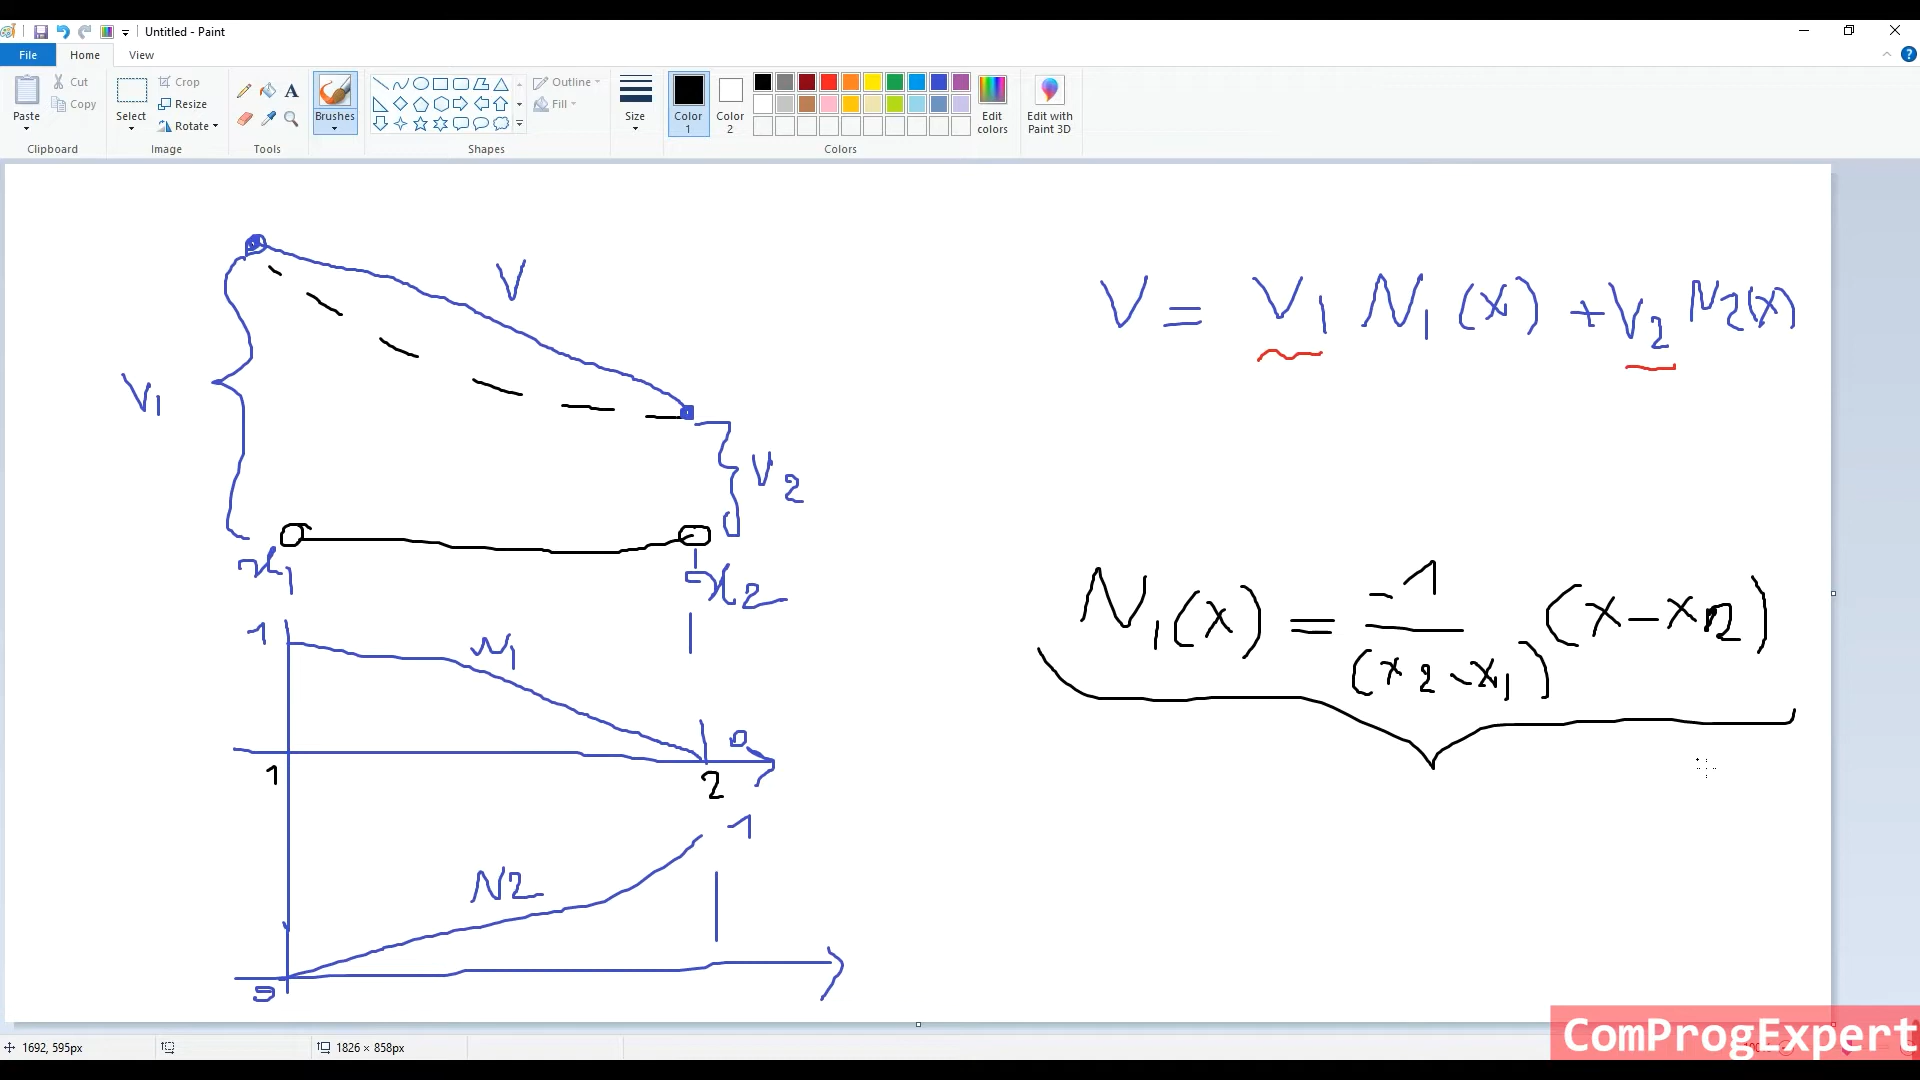 Untitled - Paint
File Home View
Paste
Cut
Copy
Clipboard
Select
Crop
Resize
Rotate
Image
Tools
Brushes
Outline
Fill
Shapes
Size
Color 1
Color 2
Edit colors
Colors
Edit with Paint 3D
V
V1
V2
x1
x2
V = V1 N1(x) + V2 N2(x)
N1(x) = -1/(x2-x1) (x-x2)
1
N1
0
1
2
1
N2
1692, 595px
1826 × 858px
ComProgExpert